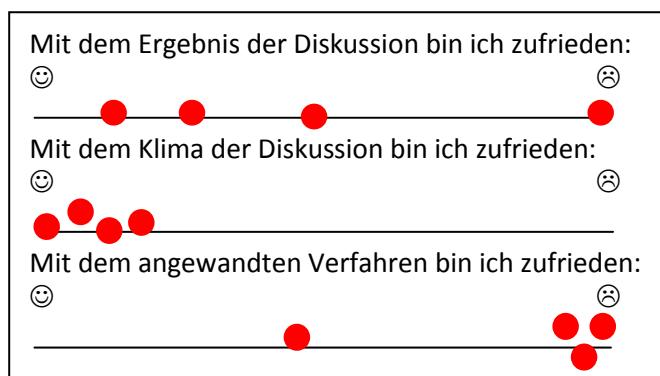 Mit dem Ergebnis der Diskussion bin ich zufrieden:
Mit dem Klima der Diskussion bin ich zufrieden:
Mit dem angewandten Verfahren bin ich zufrieden: